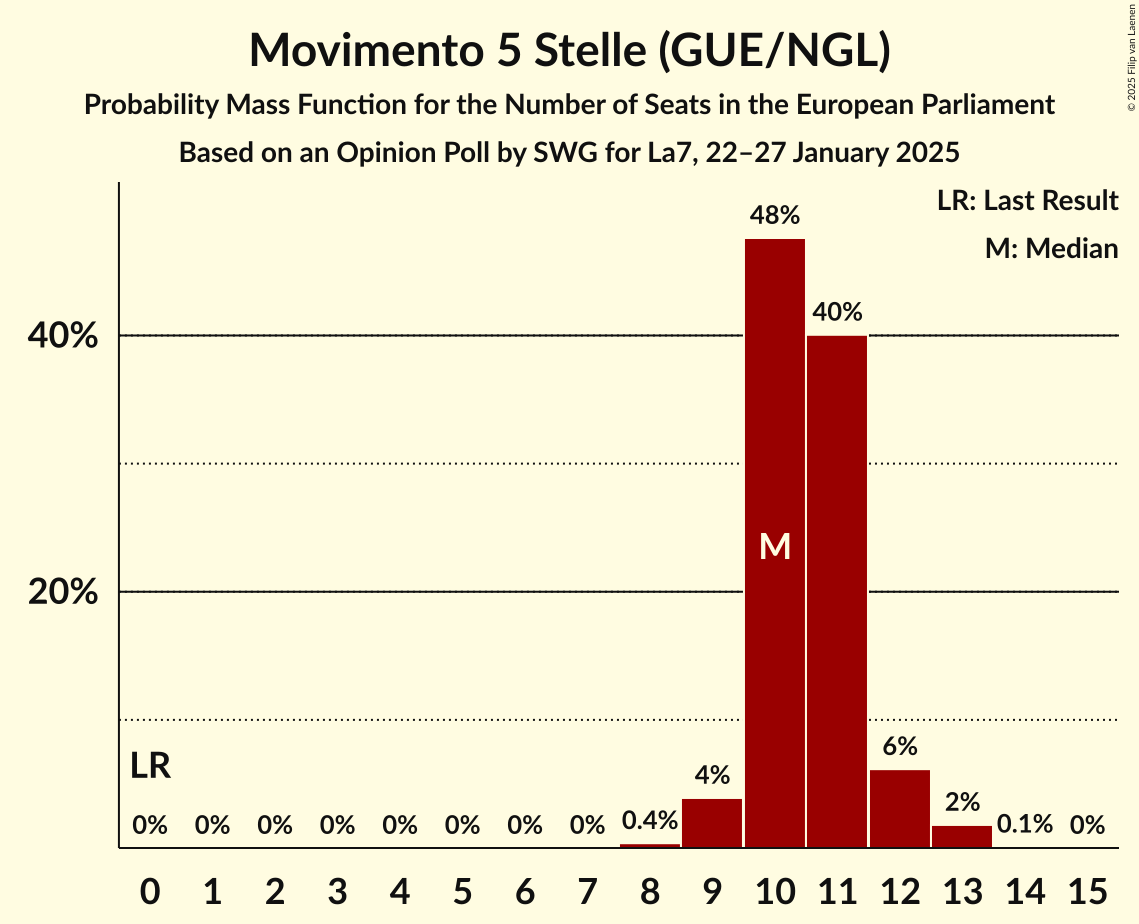 Movimento 5 Stelle (GUE/NGL)
Probability Mass Function for the Number of Seats in the European Parliament
Based on an Opinion Poll by SWG for La7, 22–27 January 2025
© 2025 Filip van Laenen
LR: Last Result
M: Median
48%
40%
40%
M
20%
6%
LR
4%
2%
0% 0% 0% 0% 0% 0% 0% 0% 0.4% 0.1% 0%
0 1 2 3 4 5 6 7 8 9 10 11 12 13 14 15